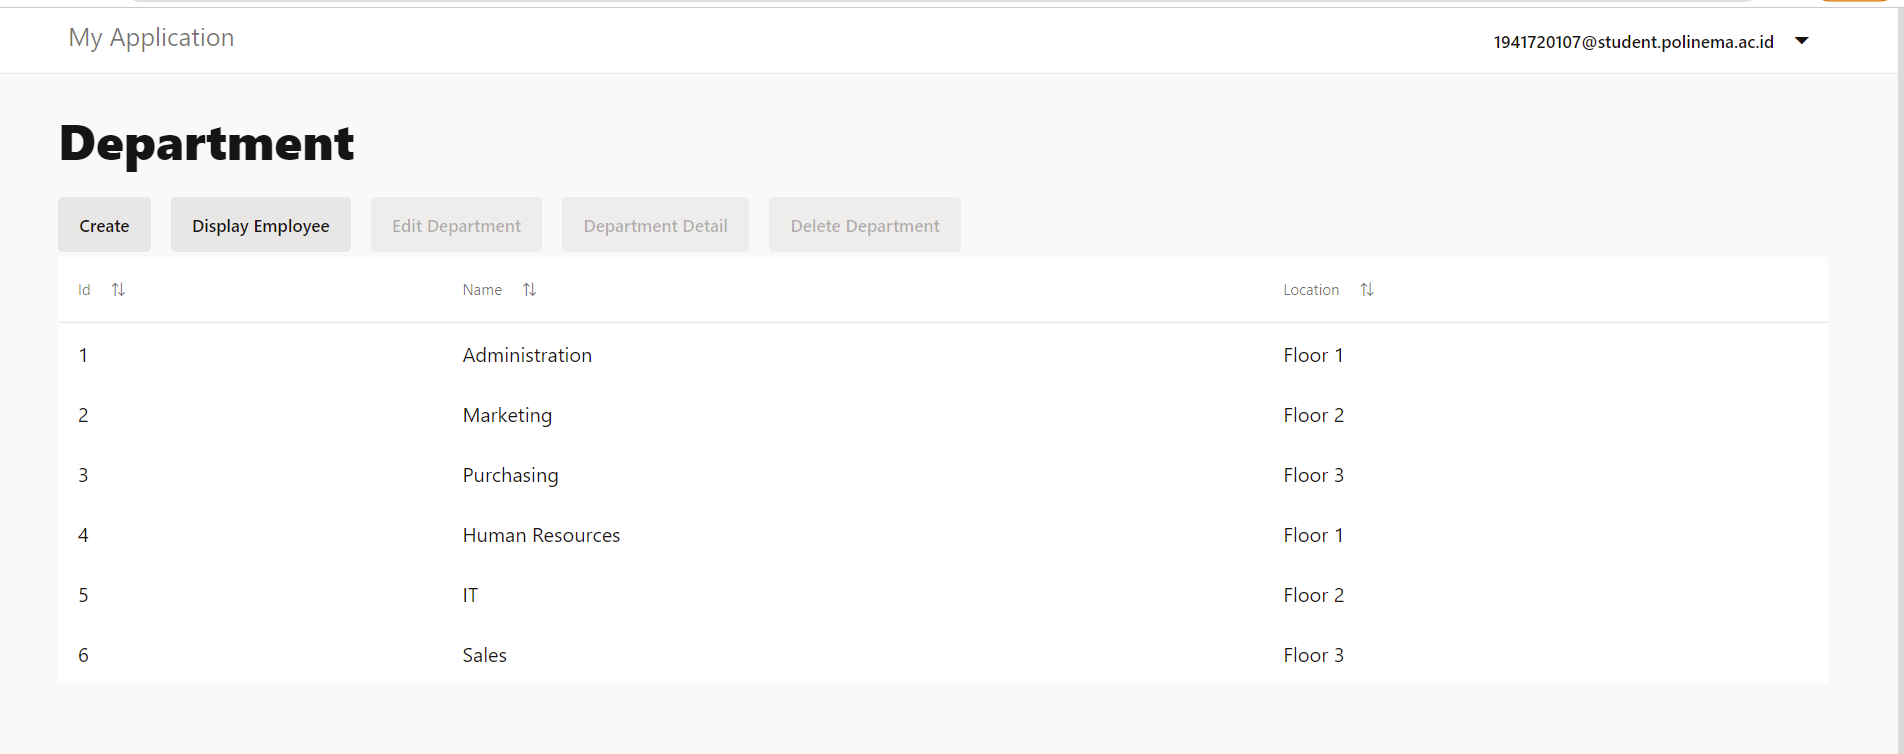 My Application
1941720107@student.polinema.ac.id
Department
Create Display Employee Edit Department Department Detail Delete Department
Id Name Location
1 Administration Floor 1
2 Marketing Floor 2
3 Purchasing Floor 3
4 Human Resources Floor 1
5 IT Floor 2
6 Sales Floor 3